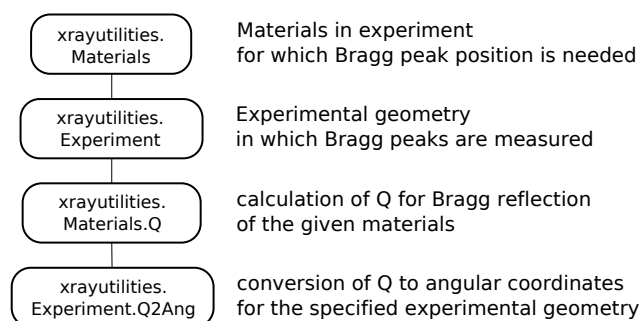 xrayutilities.
Materials
Materials in experiment
for which Bragg peak position is needed
xrayutilities.
Experiment
Experimental geometry
in which Bragg peaks are measured
xrayutilities.
Materials.Q
calculation of Q for Bragg reflection
of the given materials
xrayutilities.
Experiment.Q2Ang
conversion of Q to angular coordinates
for the specified experimental geometry